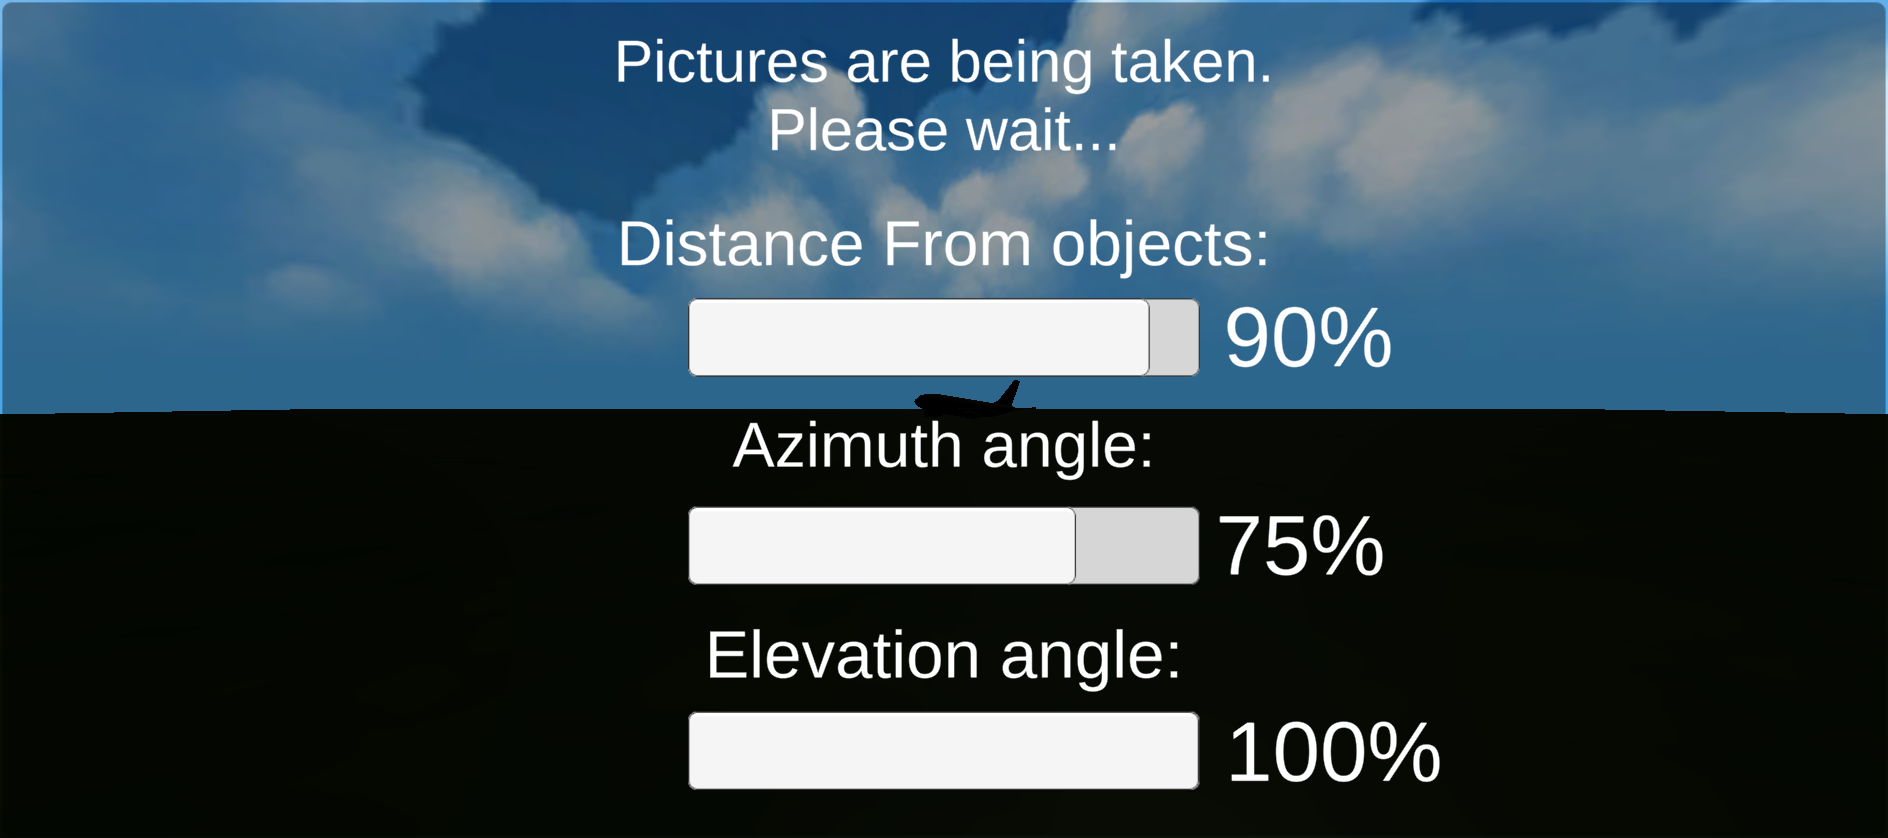 Pictures are being taken.
Please wait...
Distance From objects:
90%
Azimuth angle:
75%
Elevation angle:
100%